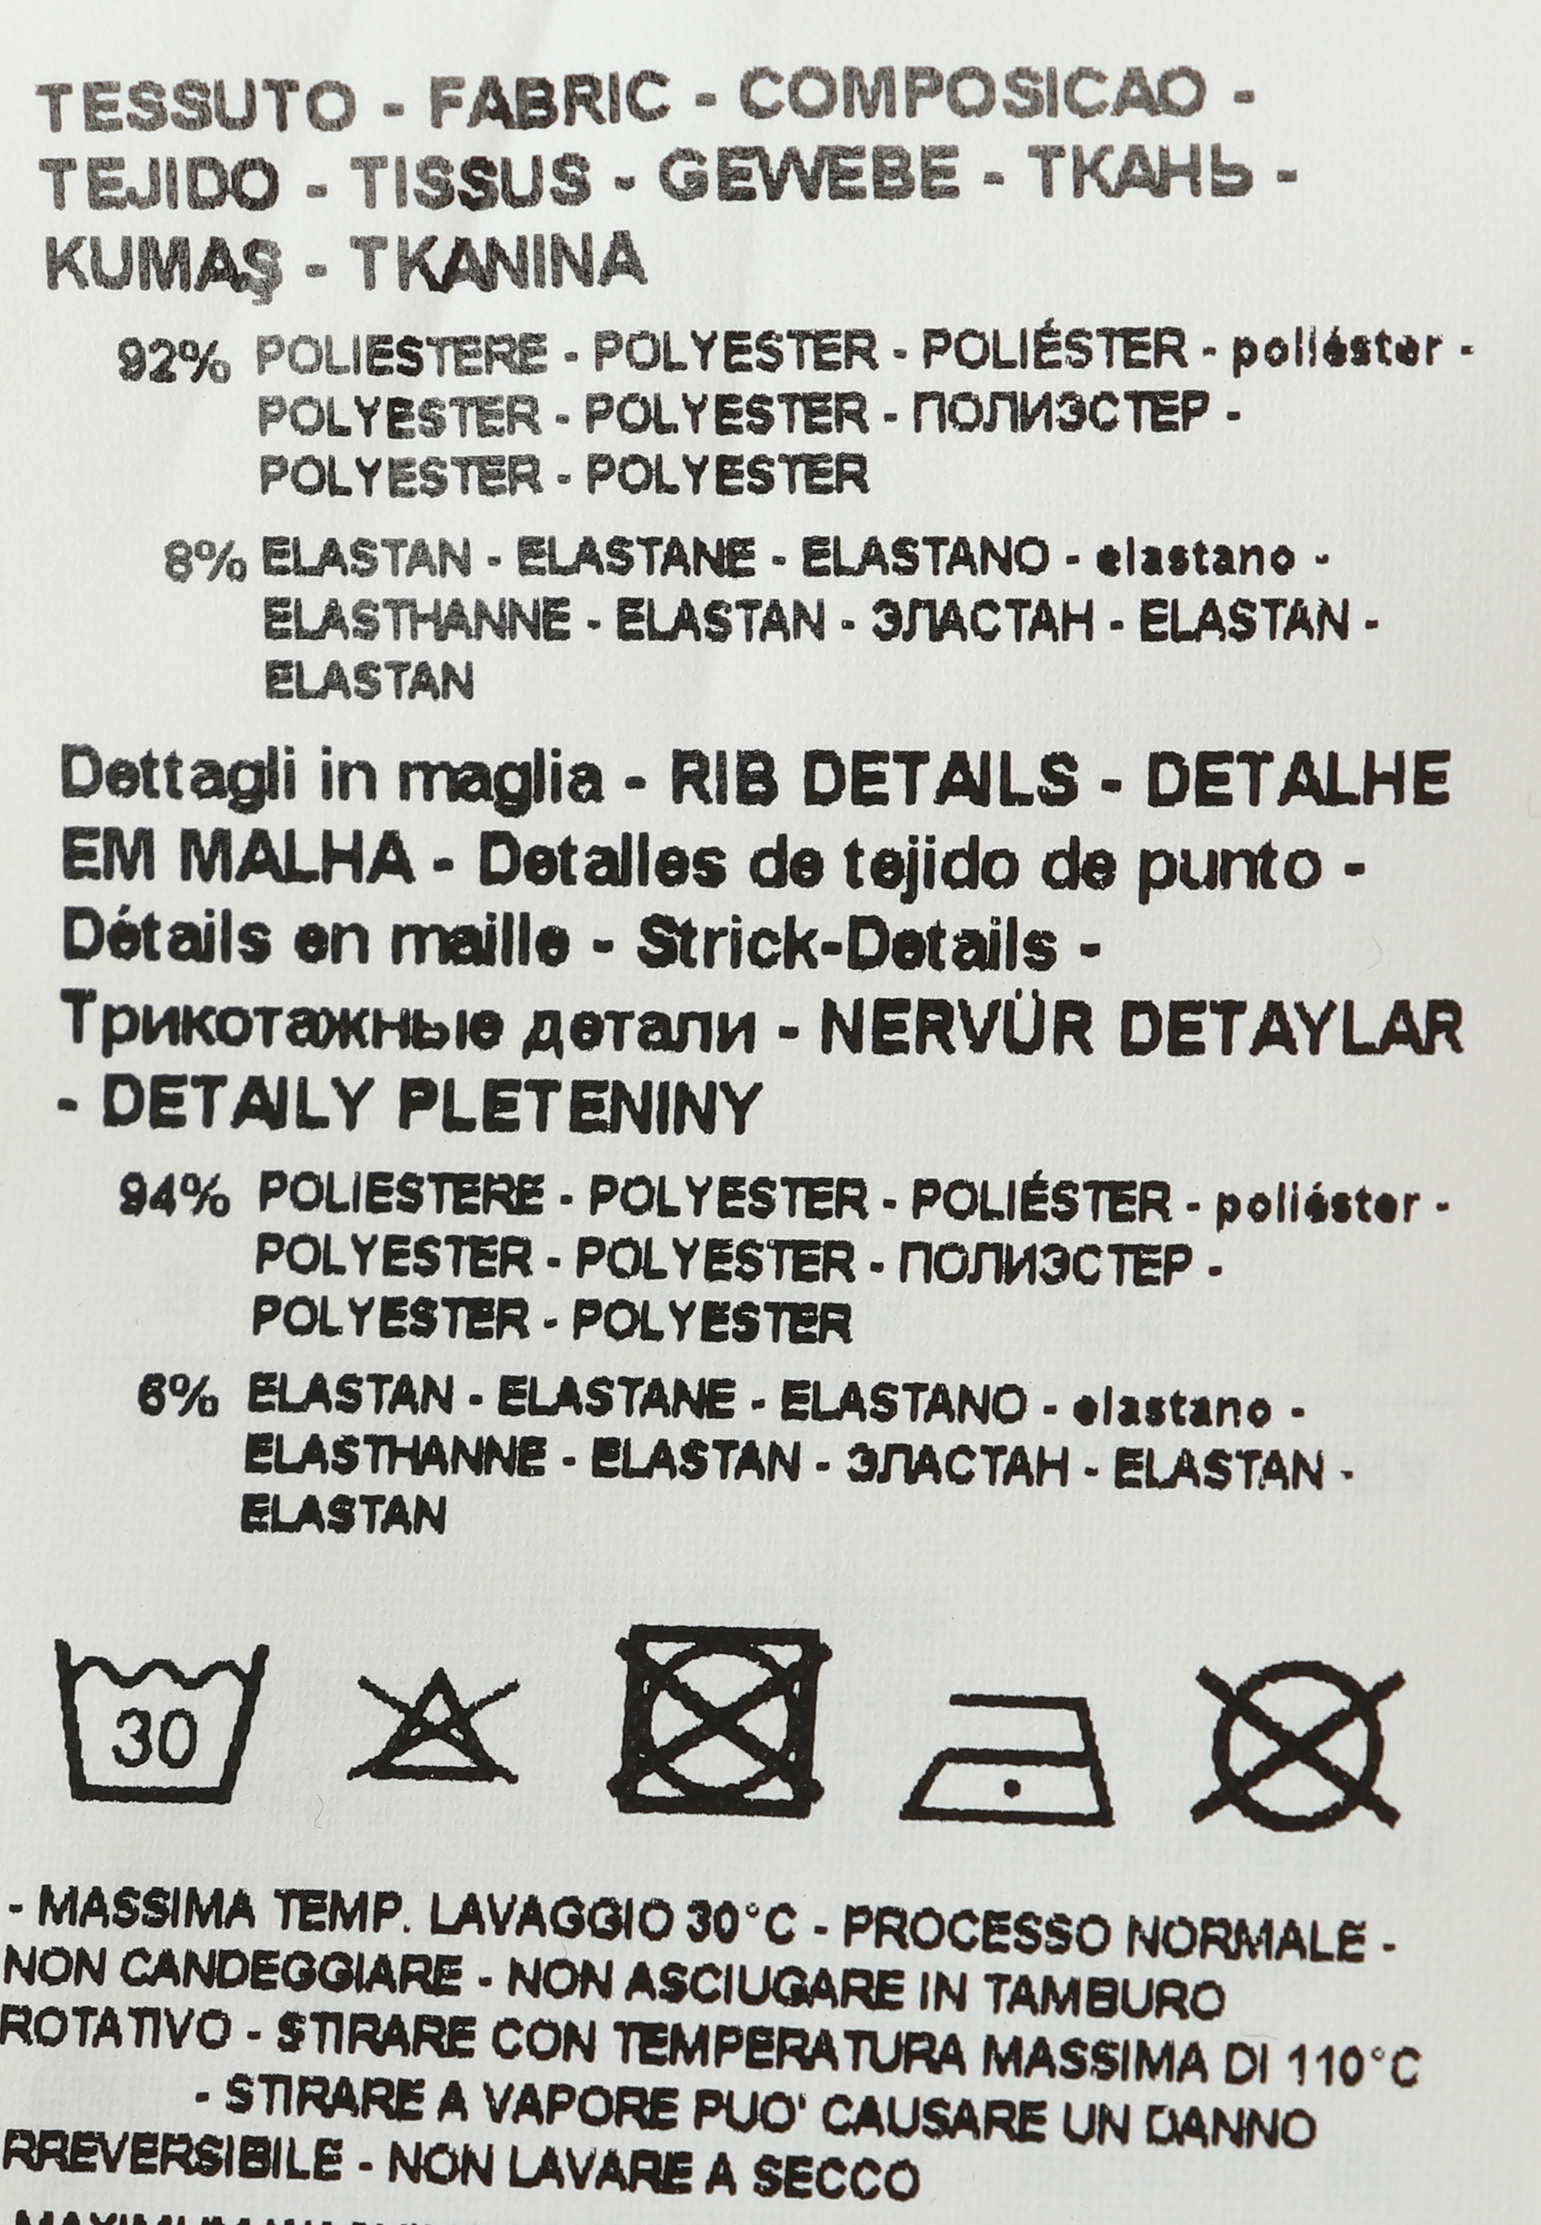 TESSUTO - FABRIC - COMPOSICAO -
TEJIDO - TISSUS - GEWEBE - ТКАНЬ -
KUMAŞ - TKANINA
92% POLIESTERE - POLYESTER - POLIÉSTER - poliéster -
POLYESTER - POLYESTER - ПОЛИЭСТЕР -
POLYESTER - POLYESTER
8% ELASTAN - ELASTANE - ELASTANO - elastano -
ELASTHANNE - ELASTAN - ЭЛАСТАН - ELASTAN -
ELASTAN
Dettagli in maglia - RIB DETAILS - DETALHE
EM MALHA - Detalles de tejido de punto -
Détails en maille - Strick-Details -
Трикотажные детали - NERVÜR DETAYLAR
- DETAILY PLETENINY
94% POLIESTERE - POLYESTER - POLIÉSTER - poliéster -
POLYESTER - POLYESTER - ПОЛИЭСТЕР -
POLYESTER - POLYESTER
6% ELASTAN - ELASTANE - ELASTANO - elastano -
ELASTHANNE - ELASTAN - ЭЛАСТАН - ELASTAN -
ELASTAN
30
- MASSIMA TEMP. LAVAGGIO 30°C - PROCESSO NORMALE -
NON CANDEGGIARE - NON ASCIUGARE IN TAMBURO
ROTATIVO - STIRARE CON TEMPERATURA MASSIMA DI 110°C
- STIRARE A VAPORE PUO' CAUSARE UN DANNO
RREVERSIBILE - NON LAVARE A SECCO